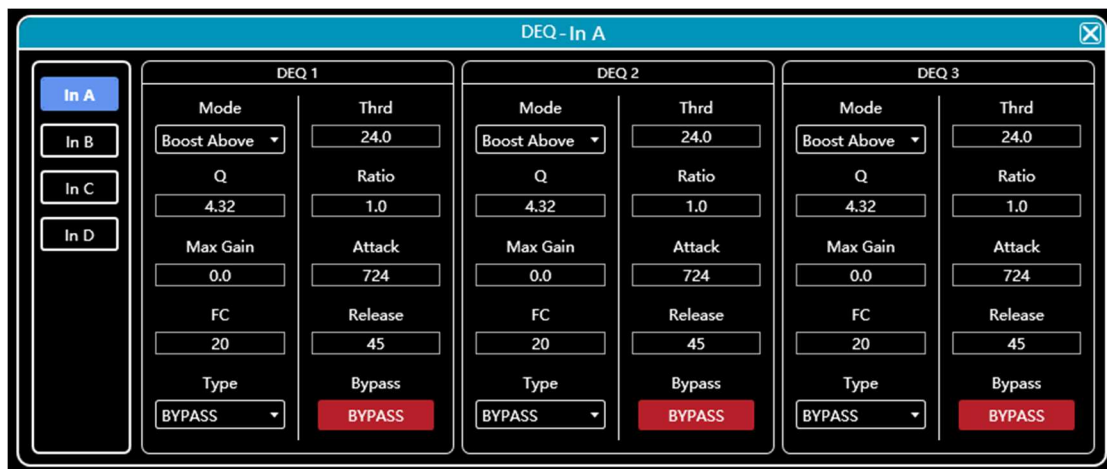 DEQ-In A
In A
In B
In C
In D
DEQ 1
Mode Thrd
Boost Above 24.0
Q Ratio
4.32 1.0
Max Gain Attack
0.0 724
FC Release
20 45
Type Bypass
BYPASS BYPASS
DEQ 2
Mode Thrd
Boost Above 24.0
Q Ratio
4.32 1.0
Max Gain Attack
0.0 724
FC Release
20 45
Type Bypass
BYPASS BYPASS
DEQ 3
Mode Thrd
Boost Above 24.0
Q Ratio
4.32 1.0
Max Gain Attack
0.0 724
FC Release
20 45
Type Bypass
BYPASS BYPASS